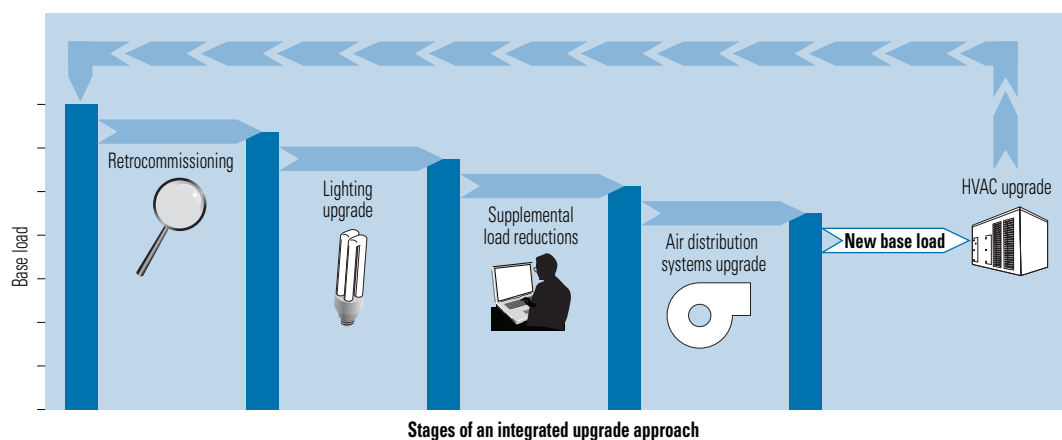 Retrocommissioning
Lighting
upgrade
Supplemental
load reductions
Air distribution
systems upgrade
New base load
HVAC upgrade
Base load
Stages of an integrated upgrade approach